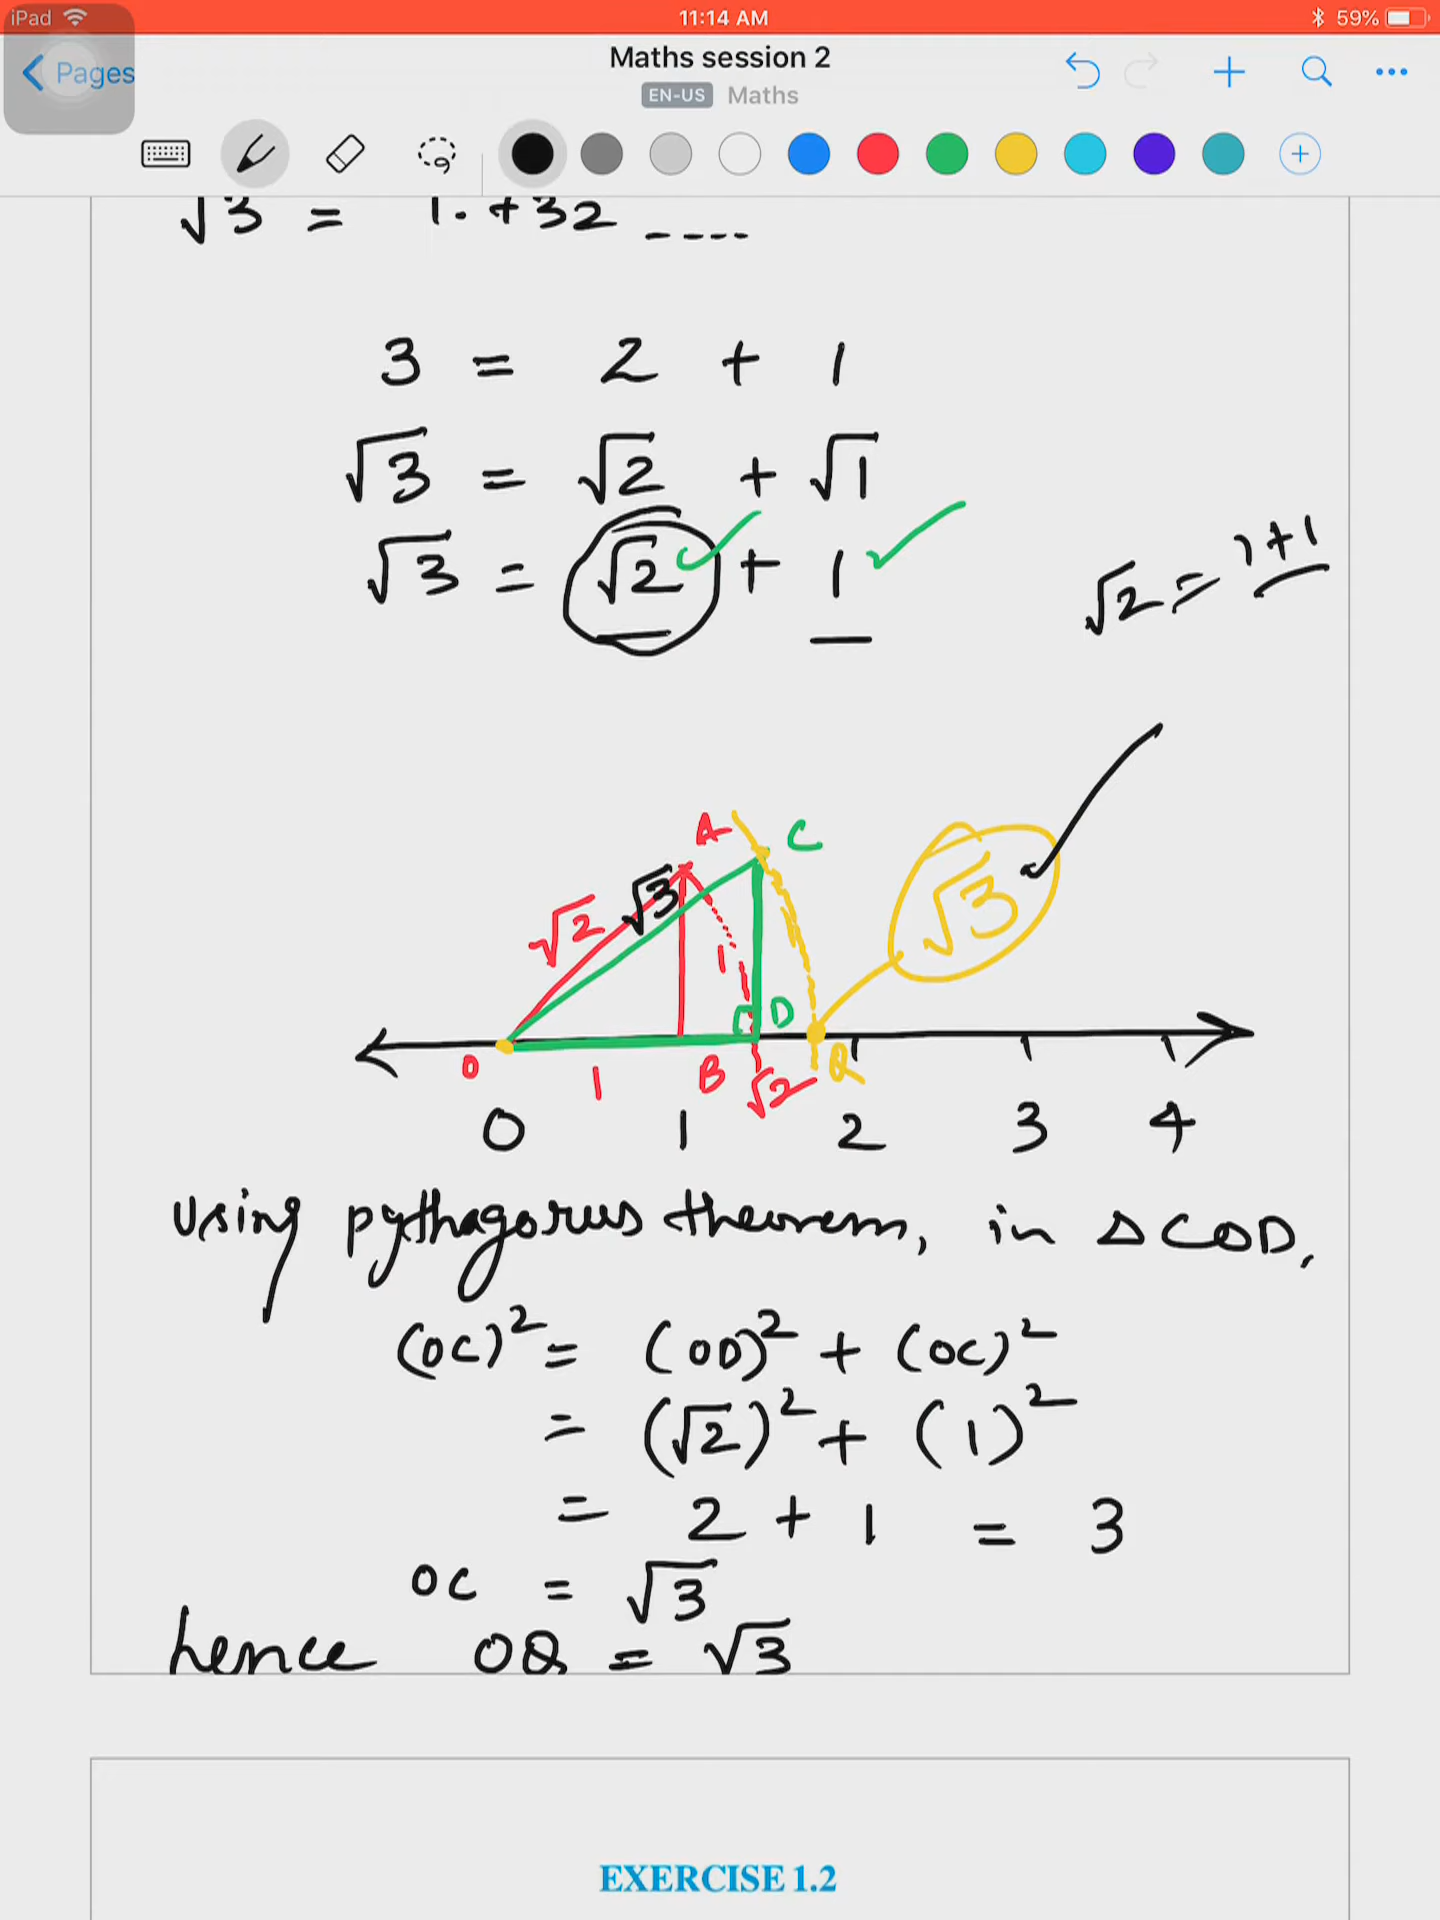 iPad 11:14 AM 59%
Pages Maths session 2
EN-US Maths
√3 = 1.732 ----
3 = 2 + 1
√3 = √2 + √1
√3 = √2 + 1
√2 = 1+1
A C
√2 √3 1 √3
D
O 1 B √2 Q
0 1 2 3 4
using pythagorus theorem, in △COD,
(OC)² = (OD)² + (OC)²
= (√2)² + (1)²
= 2 + 1 = 3
OC = √3
hence OQ = √3
EXERCISE 1.2